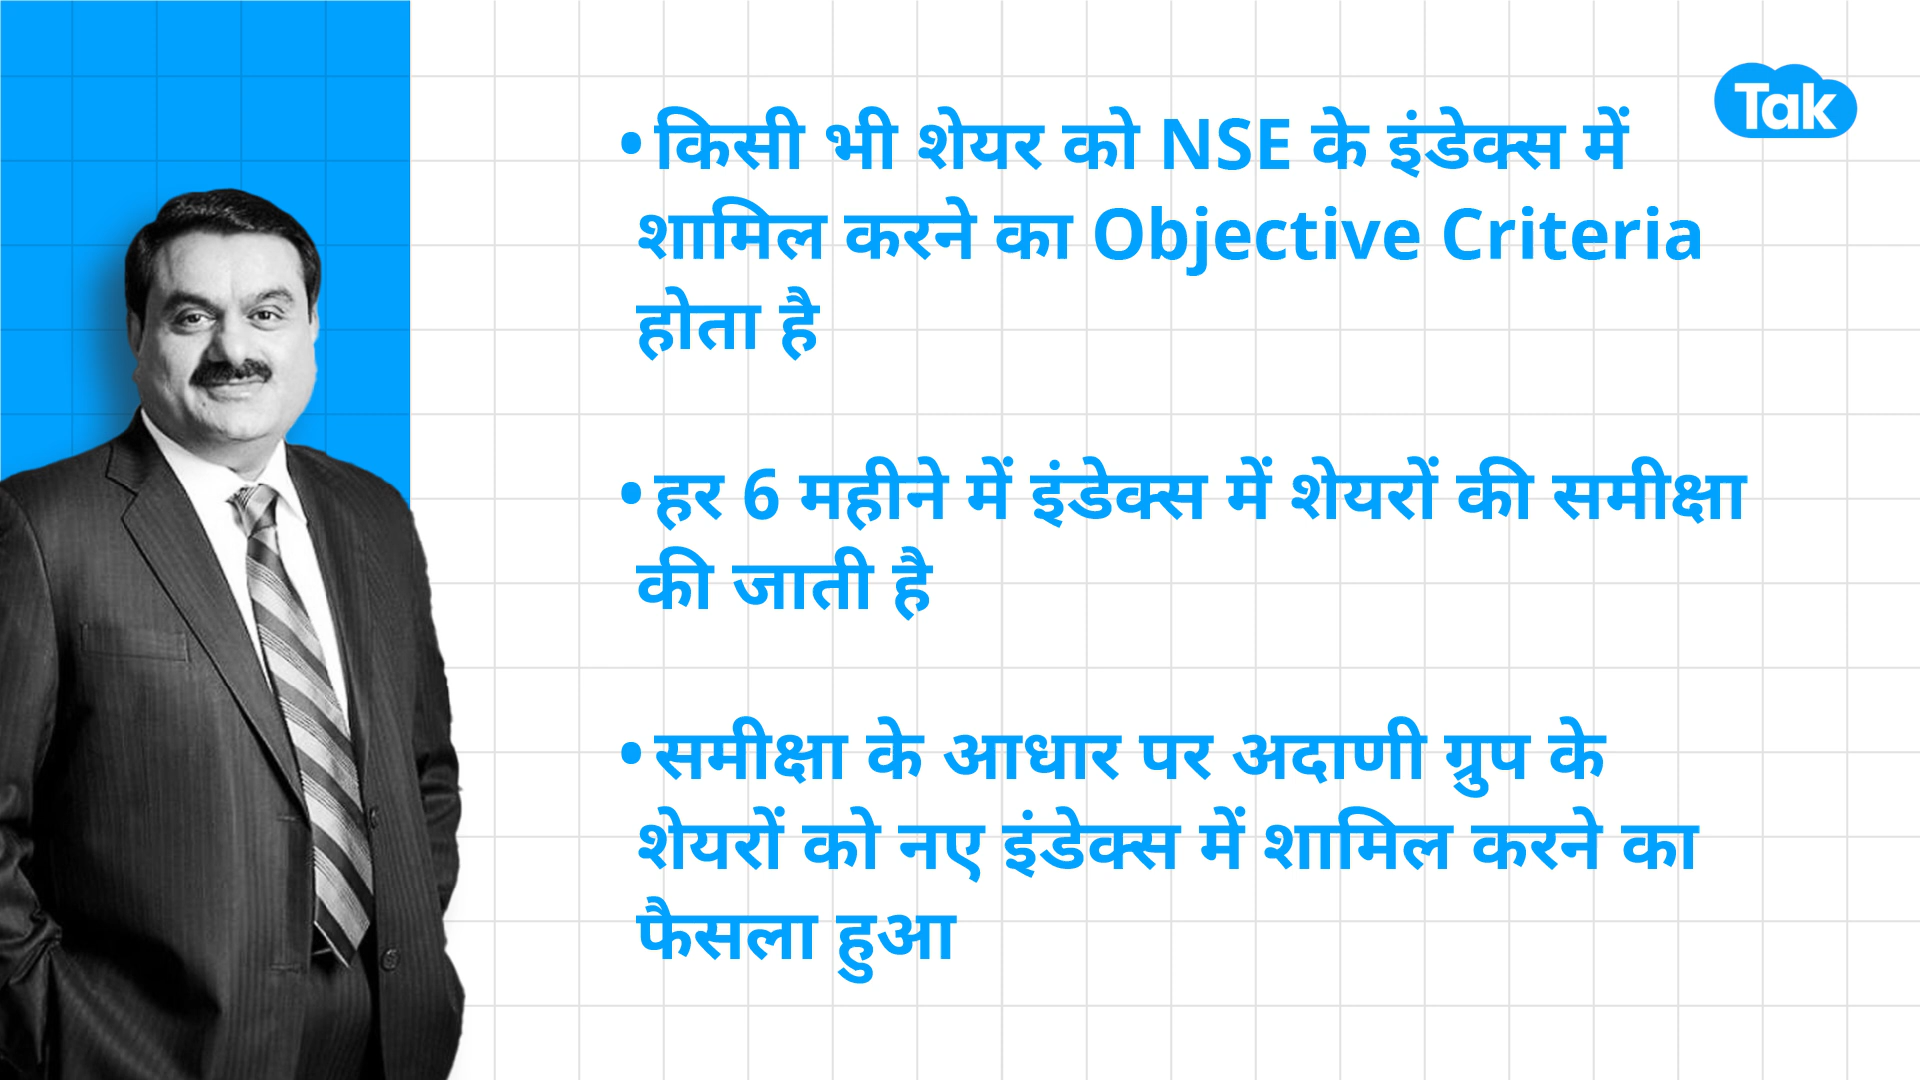 Tak
• किसी भी शेयर को NSE के इंडेक्स में
शामिल करने का Objective Criteria
होता है
• हर 6 महीने में इंडेक्स में शेयरों की समीक्षा
की जाती है
• समीक्षा के आधार पर अदाणी ग्रुप के
शेयरों को नए इंडेक्स में शामिल करने का
फैसला हुआ